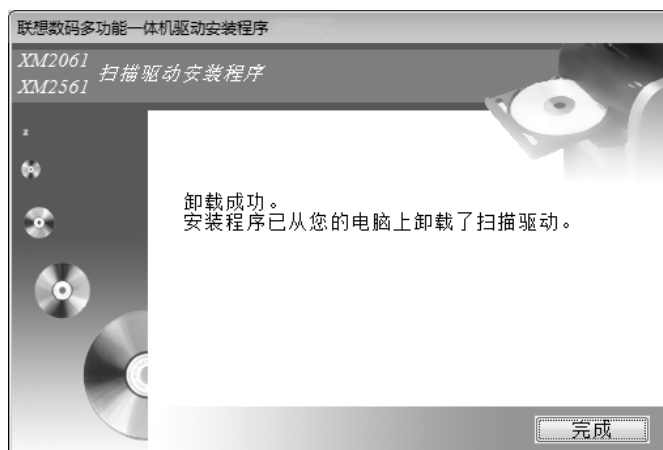 联想数码多功能一体机驱动安装程序
XM2061
XM2561
扫描驱动安装程序
z
卸载成功。
安装程序已从您的电脑上卸载了扫描驱动。
完成